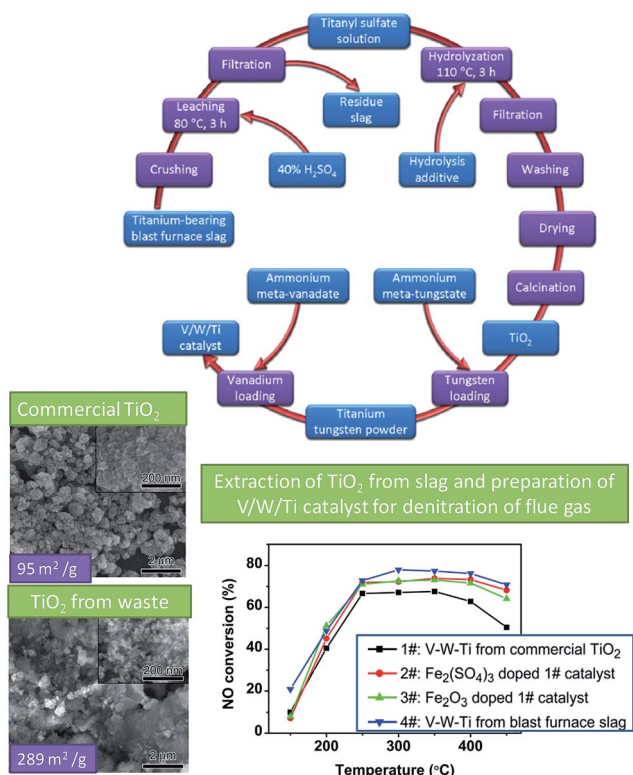 Titanyl sulfate
solution
Filtration
Hydrolyzation
110 °C, 3 h
Residue
slag
Leaching
80 °C, 3 h
Filtration
Crushing
40% H₂SO₄
Hydrolysis
additive
Washing
Titanium-bearing
blast furnace slag
Drying
Ammonium
meta-vanadate
Ammonium
meta-tungstate
Calcination
V/W/Ti
catalyst
TiO₂
Vanadium
loading
Tungsten
loading
Titanium
tungsten powder
Commercial TiO₂
200 nm
2 µm
95 m²/g
TiO₂ from waste
200 nm
2 µm
289 m²/g
Extraction of TiO₂ from slag and preparation of
V/W/Ti catalyst for denitration of flue gas
NO conversion (%)
80
60
40
20
0
1#: V-W-Ti from commercial TiO₂
2#: Fe₂(SO₄)₃ doped 1# catalyst
3#: Fe₂O₃ doped 1# catalyst
4#: V-W-Ti from blast furnace slag
200 250 300 350 400 450
Temperature (°C)